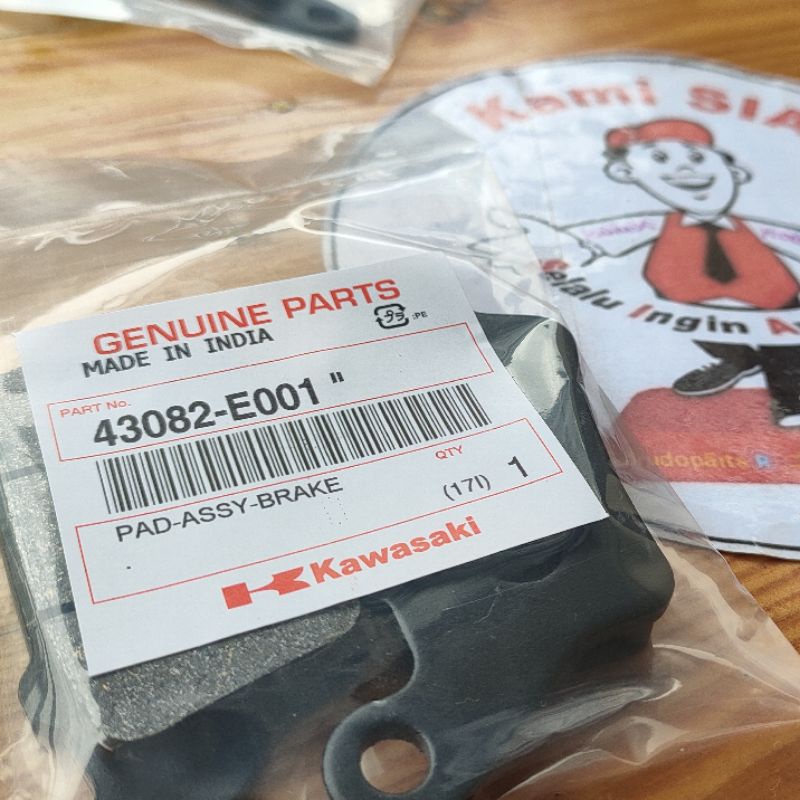 GENUINE PARTS
MADE IN INDIA
:PE
PART No.
43082-E001 "
PAD-ASSY-BRAKE
QTY
(17I) 1
Kawasaki
Kami SIA
Selalu Ingin A